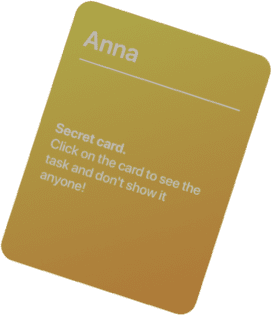 Anna
Secret card.
Click on the card to see the
task and don't show it
anyone!